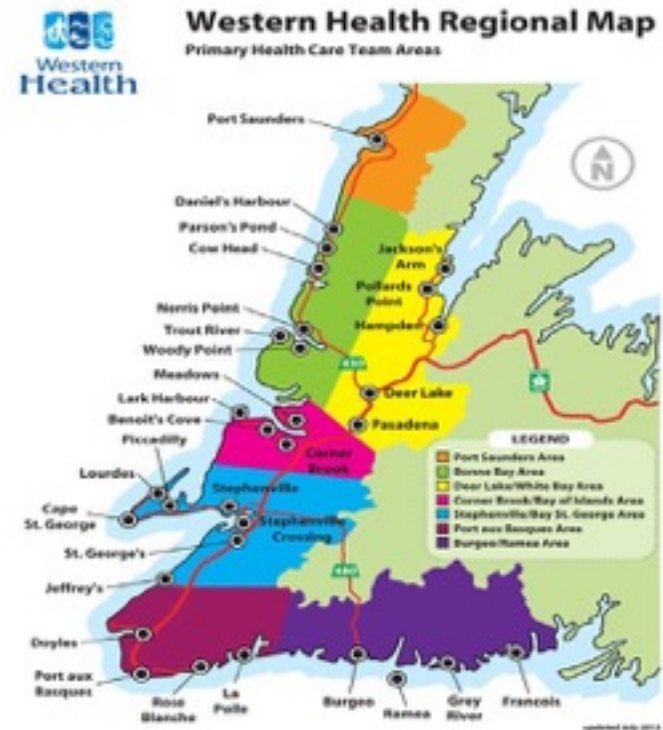 Western Health Regional Map
Primary Health Care Team Areas
Western
Health
Port Saunders
N
Daniel's Harbour
Parson's Pond
Cow Head
Jackson's
Arm
Pollards
Point
Hampden
Norris Point
Trout River
Woody Point
Meadows
Deer Lake
Lark Harbour
Benoit's Cove
Piccadilly
Pasadena
Corner
Brook
LEGEND
Port Saunders Area
Bonne Bay Area
Deer Lake/White Bay Area
Corner Brook/Bay of Islands Area
Stephenville/Bay St. George Area
Port aux Basques Area
Burgeo/Ramea Area
Lourdes
Stephenville
Cape
St. George
Stephenville
Crossing
St. George's
Jeffrey's
480
Doyles
Port aux
Basques
Rose
Blanche
La
Poile
Burgeo
Ramea
Grey
River
Francois